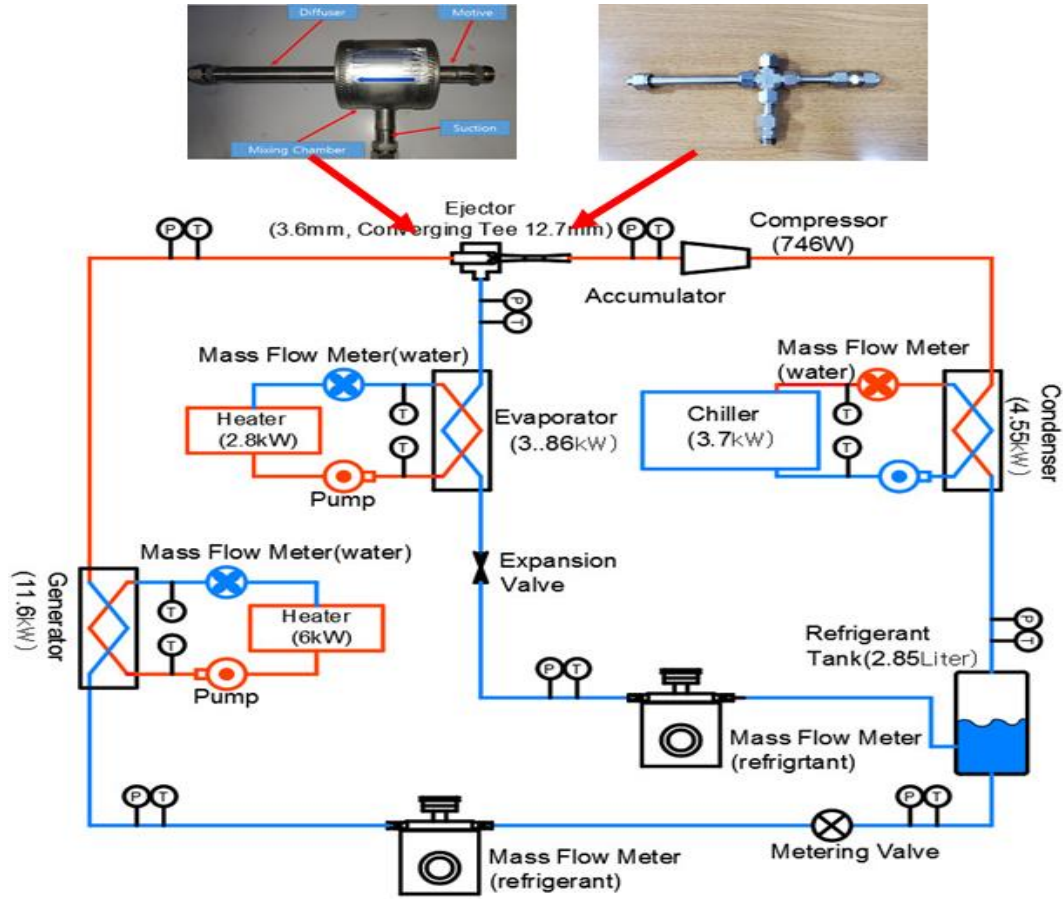 Diffuser
Motive
Mixing Chamber
Suction
Ejector
(3.6mm, Converging Tee 12.7mm)
P T
P T
Compressor
(746W)
Accumulator
P
T
Mass Flow Meter(water)
Heater
(2.8kW)
T
T
Pump
Evaporator
(3..86kW)
Mass Flow Meter
(water)
Chiller
(3.7kW)
T
T
Condenser
(4.55kW)
Mass Flow Meter(water)
Generator
(11.6kW)
T
T
Heater
(6kW)
Pump
Expansion
Valve
P
T
Refrigerant
Tank(2.85Liter)
P T
Mass Flow Meter
(refrigrtant)
P T
Mass Flow Meter
(refrigerant)
P T
Metering Valve